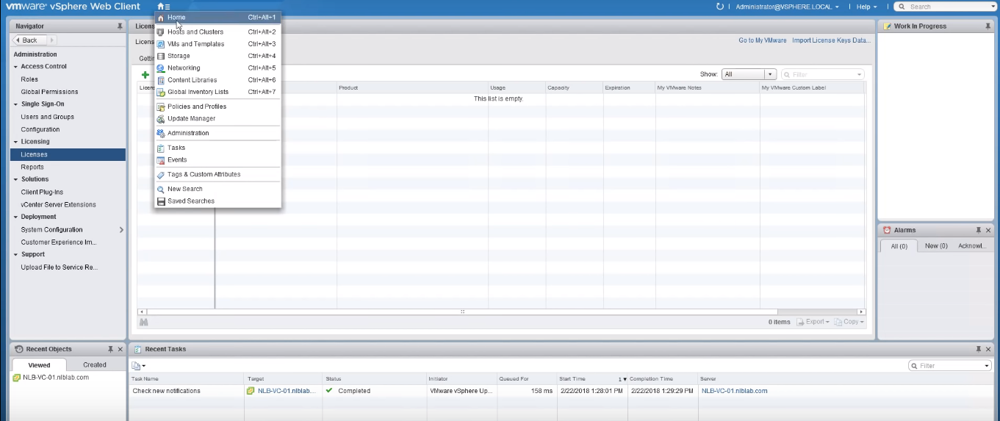 vmware® vSphere Web Client
Administrator@VSPHERE.LOCAL
Help
Search
Navigator
Back
Administration
Access Control
Roles
Global Permissions
Single Sign-On
Users and Groups
Configuration
Licensing
Licenses
Reports
Solutions
Client Plug-Ins
vCenter Server Extensions
Deployment
System Configuration
Customer Experience Im...
Support
Upload File to Service Re...
Home Ctrl+Alt+1
Hosts and Clusters Ctrl+Alt+2
VMs and Templates Ctrl+Alt+3
Storage Ctrl+Alt+4
Networking Ctrl+Alt+5
Content Libraries Ctrl+Alt+6
Global Inventory Lists Ctrl+Alt+7
Policies and Profiles
Update Manager
Administration
Tasks
Events
Tags & Custom Attributes
New Search
Saved Searches
Go to My VMware Import License Keys Data...
Show: All Filter
Product Usage Capacity Expiration My VMware Notes My VMware Custom Label
This list is empty.
0 items Export Copy
Work In Progress
Alarms
All (0) New (0) Acknowl...
Recent Objects
Viewed Created
NLB-VC-01.nlblab.com
Recent Tasks
Filter
Task Name Target Status Initiator Queued For Start Time 1 Completion Time Server
Check new notifications NLB-VC-01.nlblab.... Completed VMware vSphere Up... 158 ms 2/22/2018 1:28:01 PM 2/22/2018 1:29:29 PM NLB-VC-01.nlblab.com